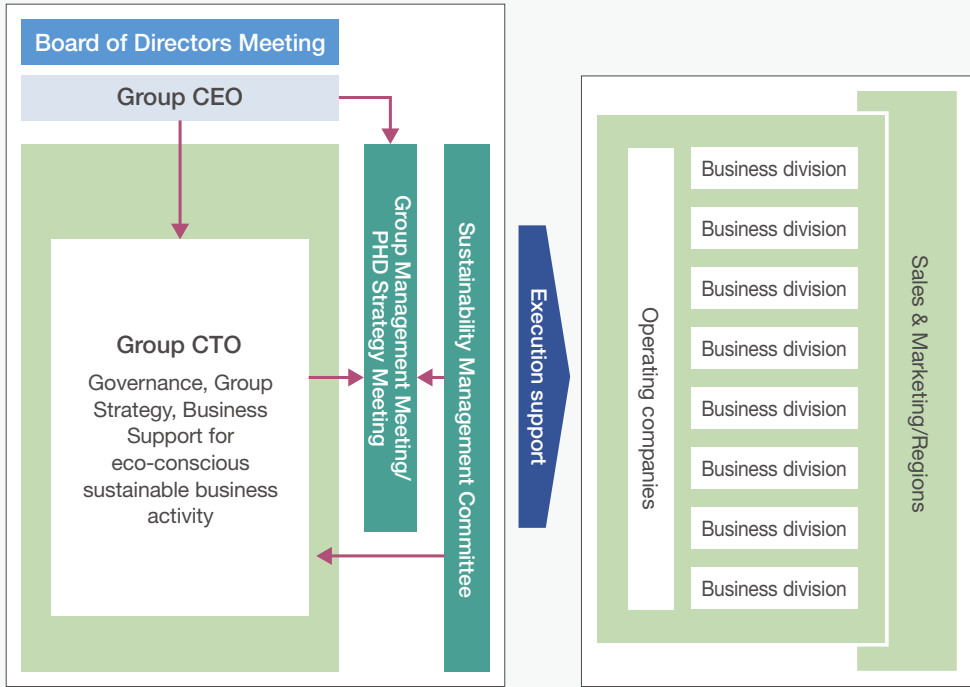 Board of Directors Meeting
Group CEO
Group CTO
Governance, Group
Strategy, Business
Support for
eco-conscious
sustainable business
activity
Group Management Meeting/
PHD Strategy Meeting
Sustainability Management Committee
Execution support
Operating companies
Business division
Business division
Business division
Business division
Business division
Business division
Business division
Business division
Sales & Marketing/Regions